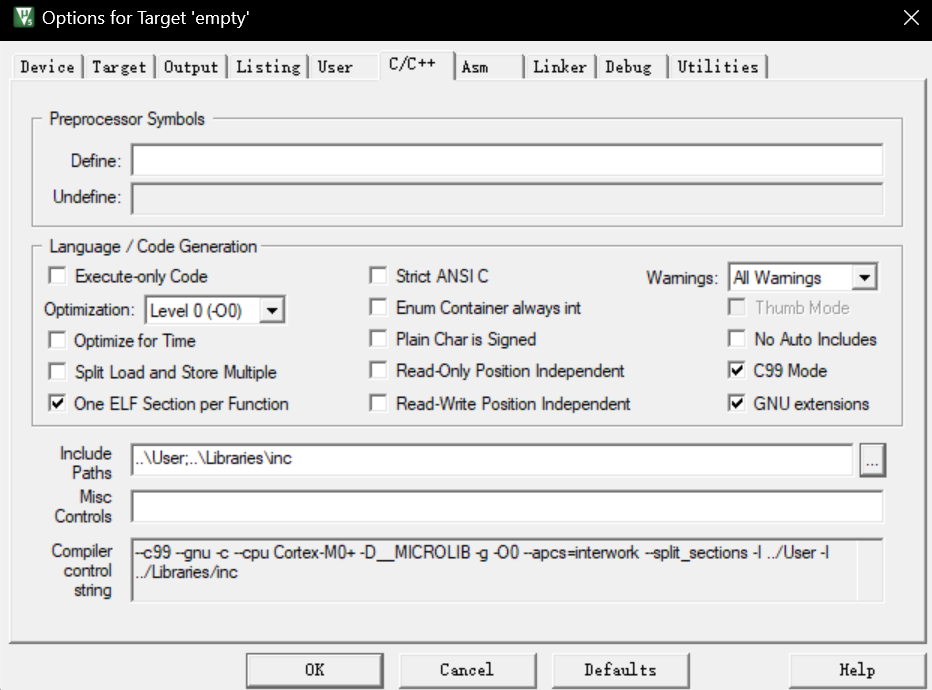 Options for Target 'empty'
Device Target Output Listing User C/C++ Asm Linker Debug Utilities
Preprocessor Symbols
Define:
Undefine:
Language / Code Generation
Execute-only Code Strict ANSI C Warnings: All Warnings
Optimization: Level 0 (-O0) Enum Container always int Thumb Mode
Optimize for Time Plain Char is Signed No Auto Includes
Split Load and Store Multiple Read-Only Position Independent C99 Mode
One ELF Section per Function Read-Write Position Independent GNU extensions
Include Paths ..\User;..\Libraries\inc ...
Misc Controls
Compiler control string --c99 --gnu -c --cpu Cortex-M0+ -D__MICROLIB -g -O0 --apcs=interwork --split_sections -I ../User -I
../Libraries/inc
OK Cancel Defaults Help